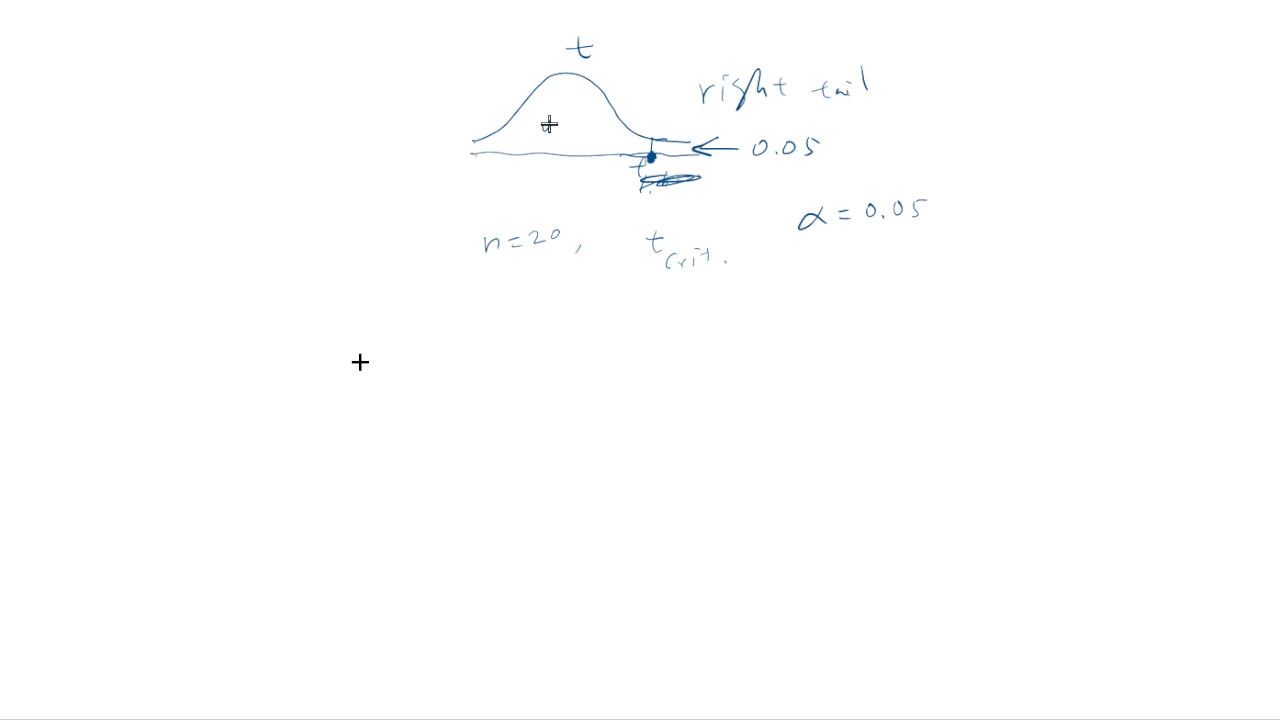 t
right tail
0.05
t
α = 0.05
n = 20, t crit.